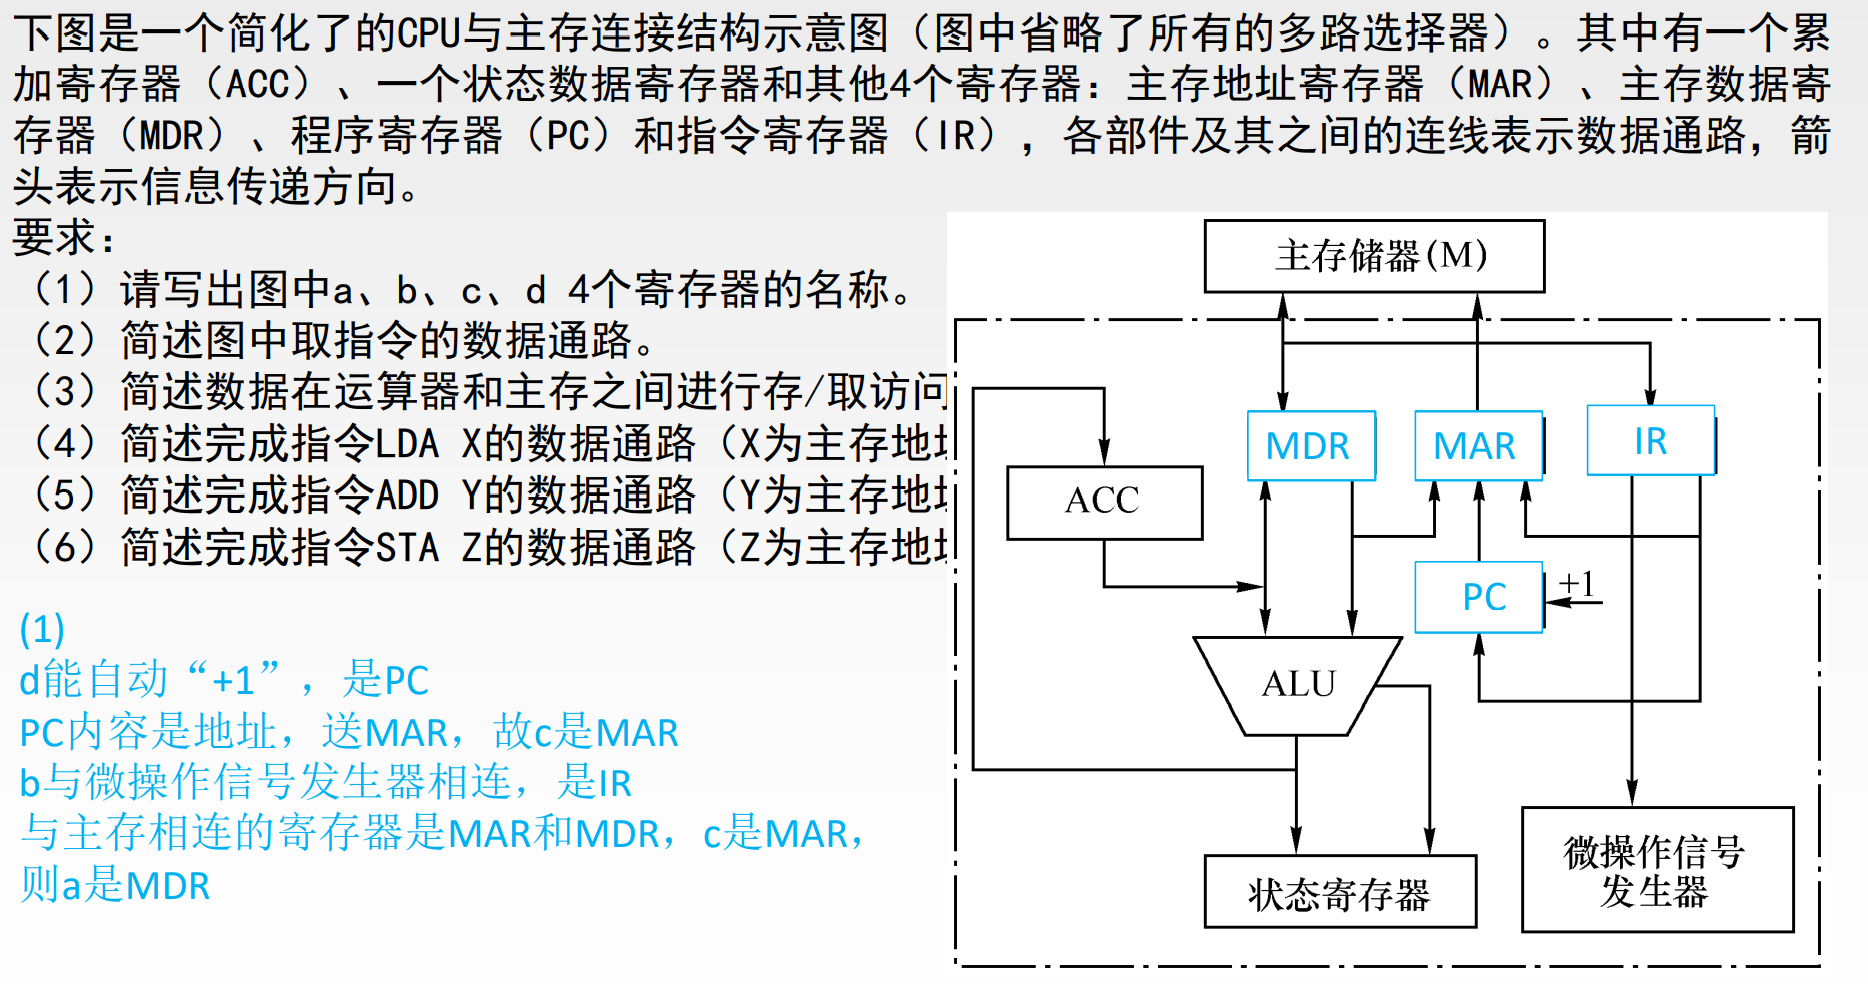 下图是一个简化了的CPU与主存连接结构示意图（图中省略了所有的多路选择器）。其中有一个累
加寄存器（ACC）、一个状态数据寄存器和其他4个寄存器：主存地址寄存器（MAR）、主存数据寄
存器（MDR）、程序寄存器（PC）和指令寄存器（IR），各部件及其之间的连线表示数据通路，箭
头表示信息传递方向。
要求：
（1）请写出图中a、b、c、d 4个寄存器的名称。
（2）简述图中取指令的数据通路。
（3）简述数据在运算器和主存之间进行存/取访问
（4）简述完成指令LDA X的数据通路（X为主存地
（5）简述完成指令ADD Y的数据通路（Y为主存地
（6）简述完成指令STA Z的数据通路（Z为主存地
(1)
d能自动“+1”，是PC
PC内容是地址，送MAR，故c是MAR
b与微操作信号发生器相连，是IR
与主存相连的寄存器是MAR和MDR，c是MAR，
则a是MDR
主存储器(M)
MDR
MAR
IR
ACC
PC
+1
ALU
状态寄存器
微操作信号
发生器